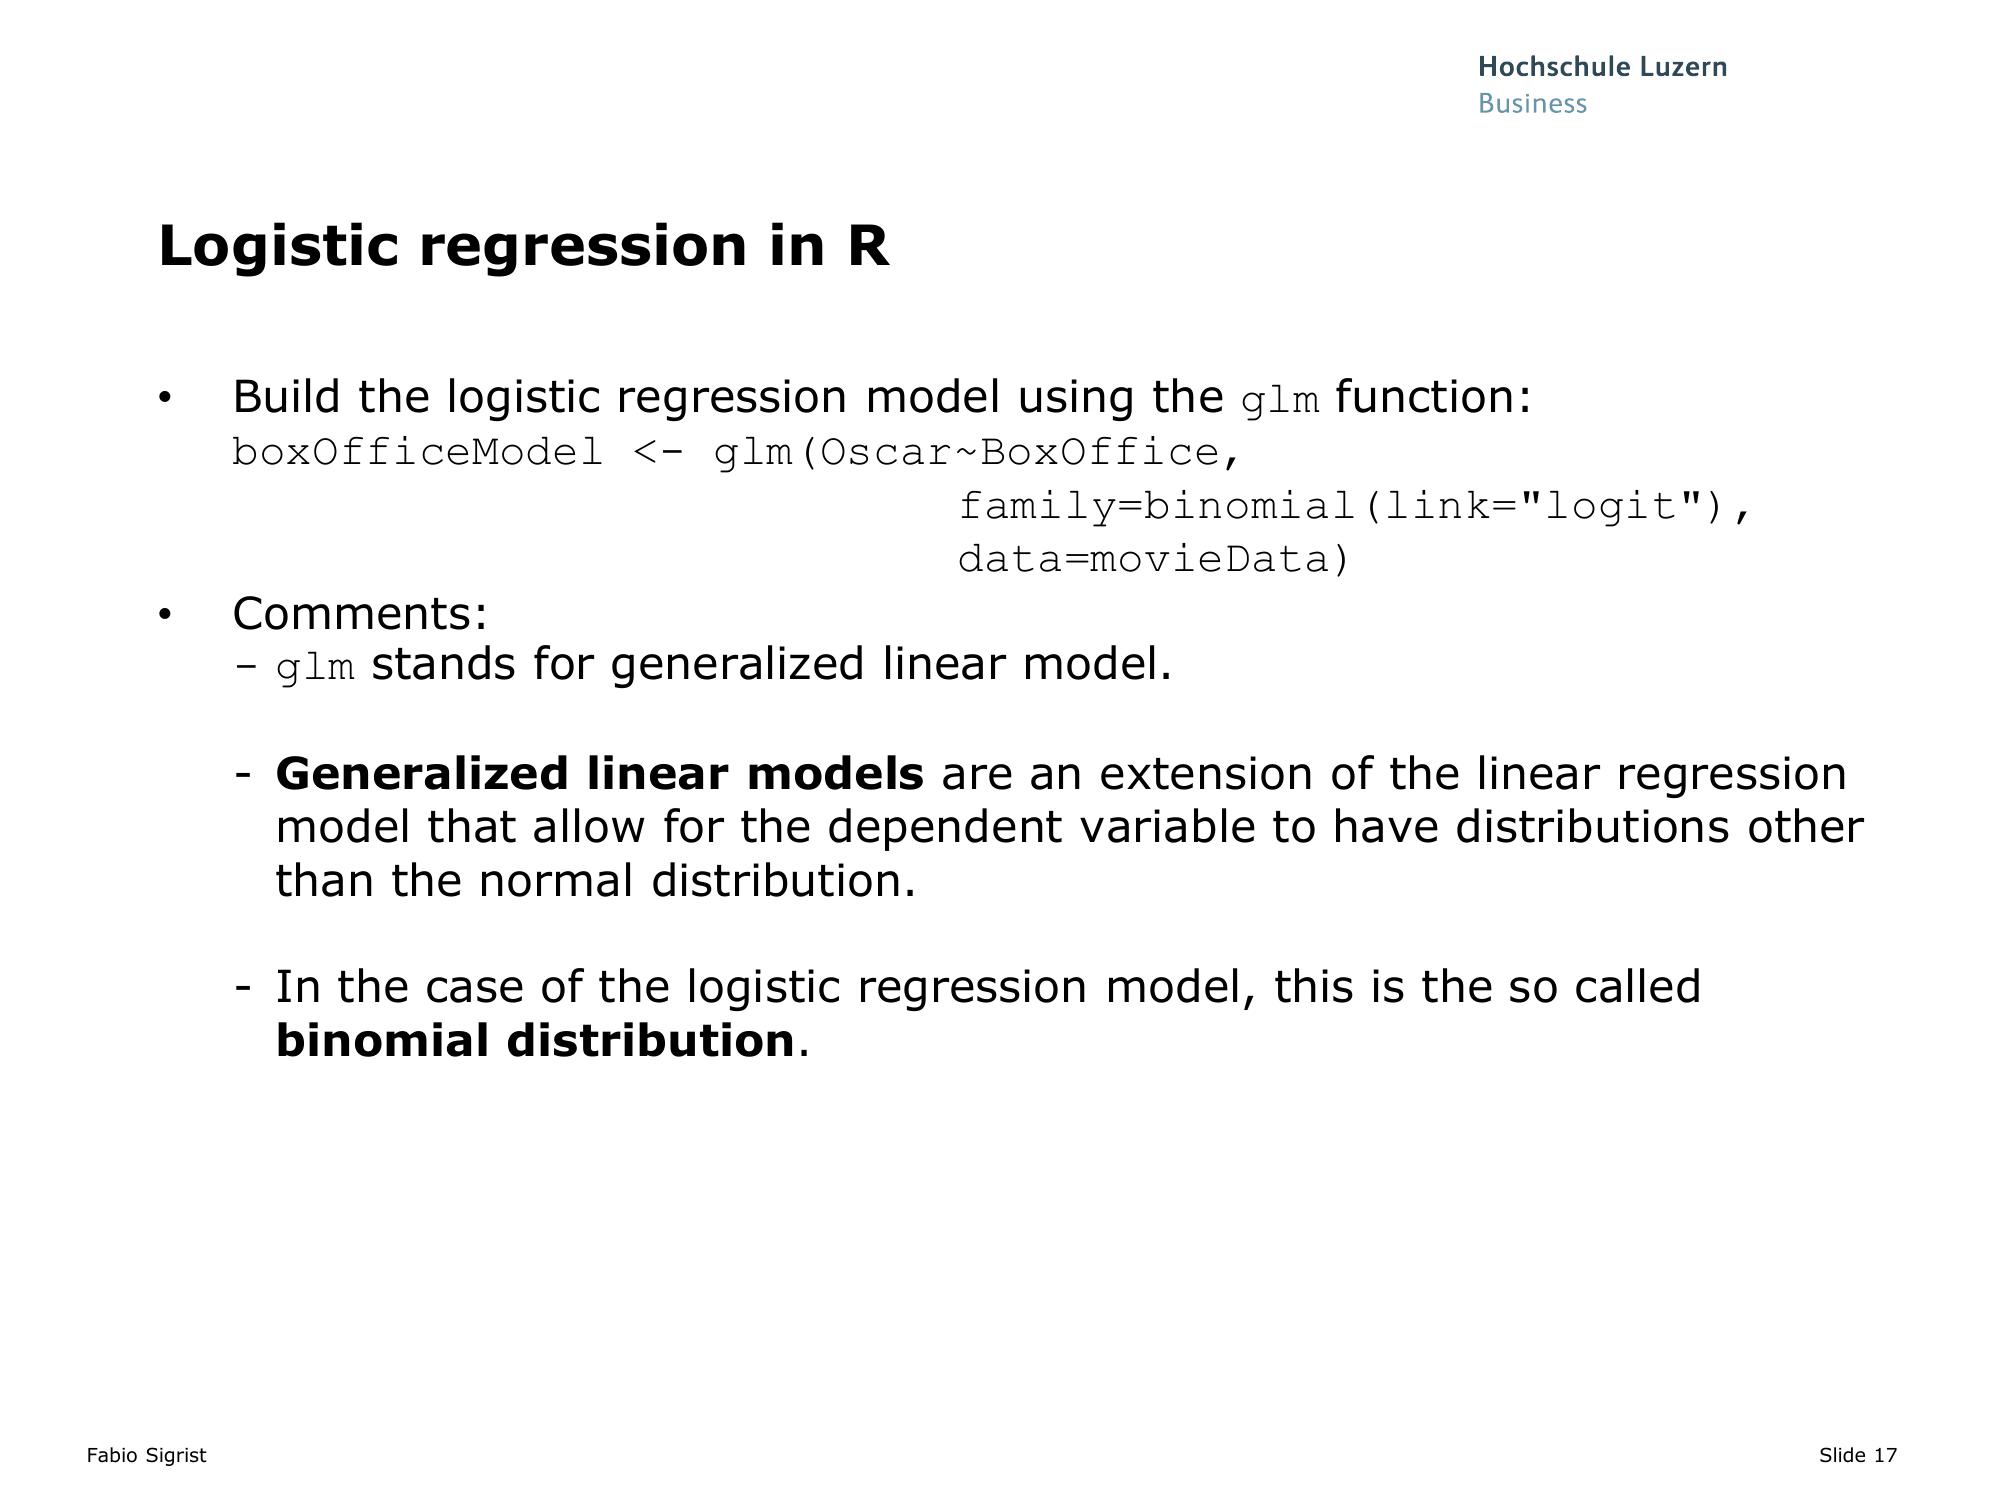 Hochschule Luzern
Business
Logistic regression in R
• Build the logistic regression model using the glm function:
boxOfficeModel <- glm(Oscar~BoxOffice,
family=binomial(link="logit"),
data=movieData)
• Comments:
– glm stands for generalized linear model.
- Generalized linear models are an extension of the linear regression
model that allow for the dependent variable to have distributions other
than the normal distribution.
- In the case of the logistic regression model, this is the so called
binomial distribution.
Fabio Sigrist
Slide 17